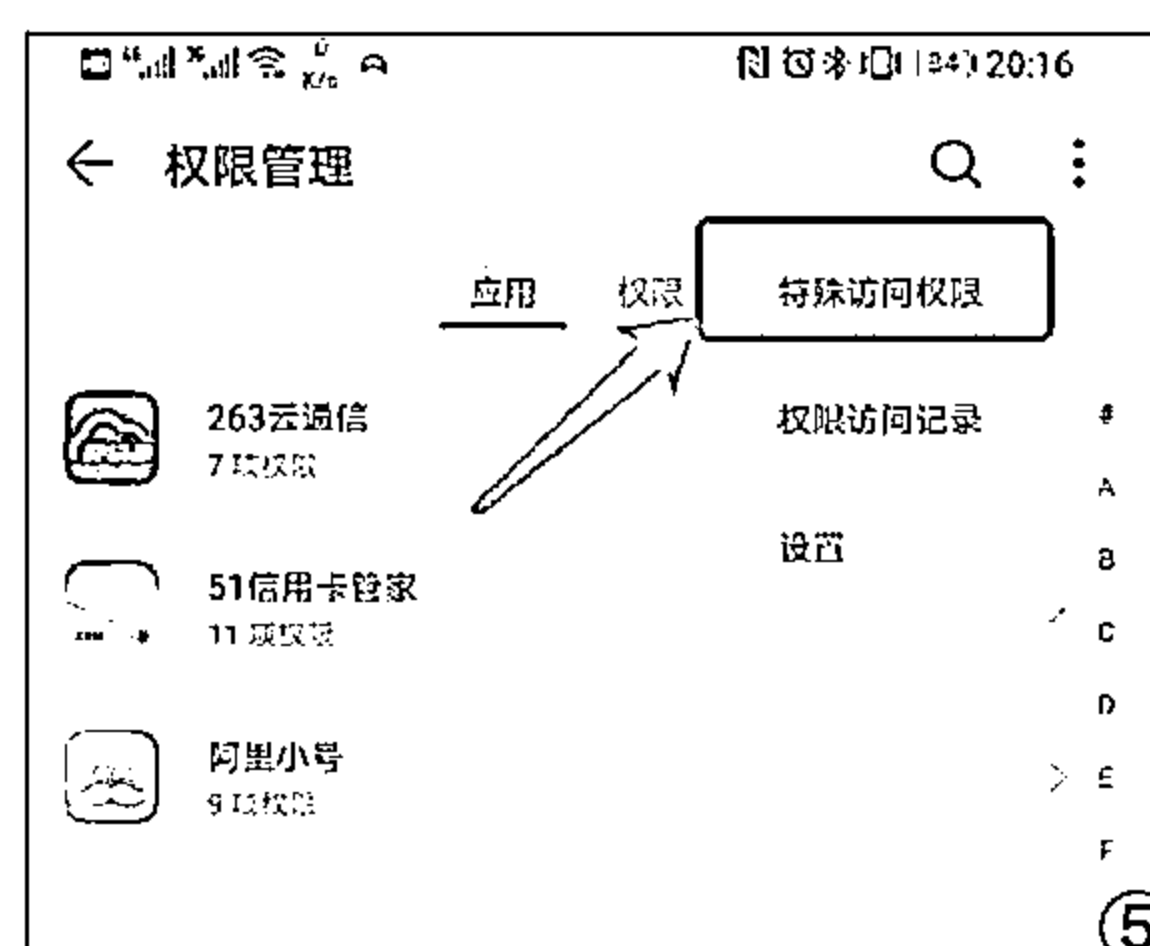 20:16
权限管理
应用 权限 特殊访问权限
263云通信 权限访问记录 #
7 项权限
A
设置
B
51信用卡管家
11 项权限 C
D
阿里小号
9 项权限 E
F
⑤